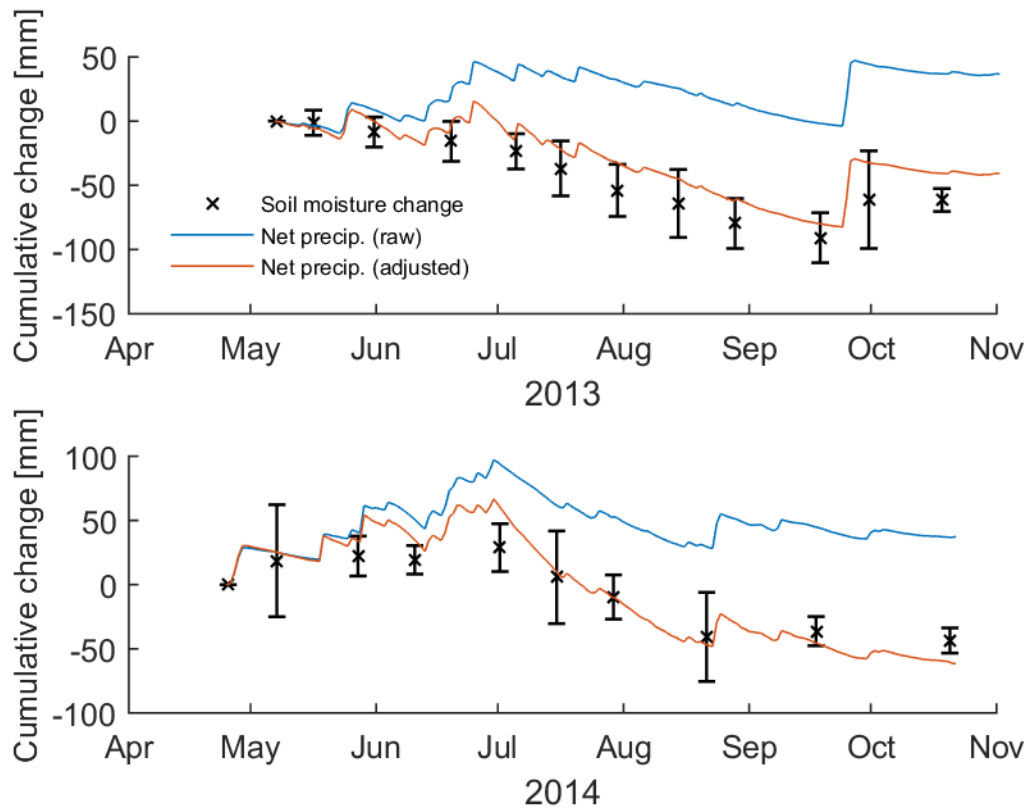 Cumulative change [mm]
50
0
-50
-100
-150
Soil moisture change
Net precip. (raw)
Net precip. (adjusted)
Apr May Jun Jul Aug Sep Oct Nov
2013
Cumulative change [mm]
100
50
0
-50
-100
Apr May Jun Jul Aug Sep Oct Nov
2014